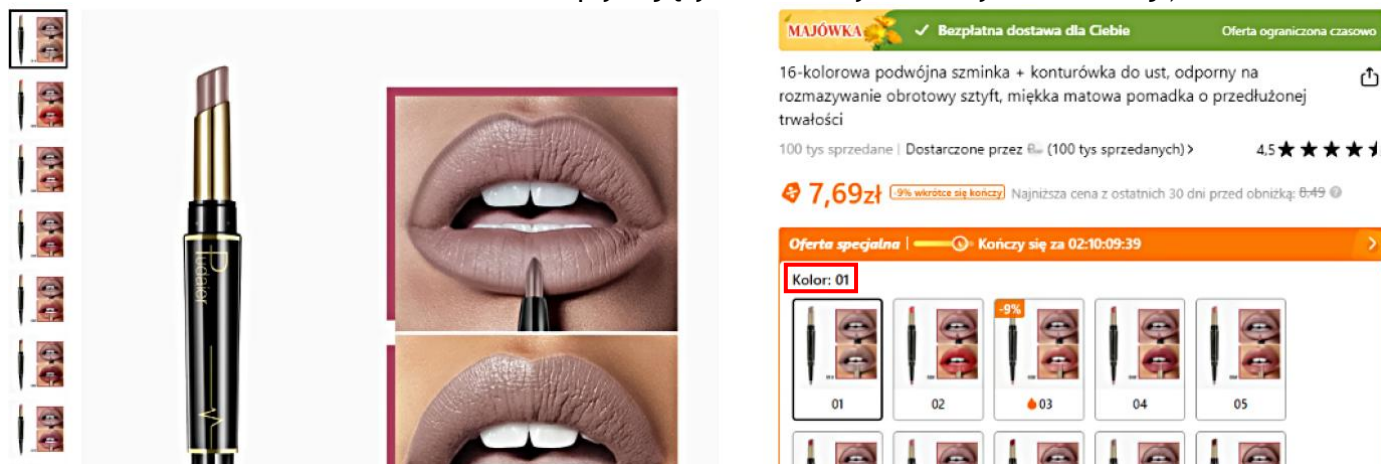 MAJÓWKA
✓ Bezpłatna dostawa dla Ciebie
Oferta ograniczona czasowo
16-kolorowa podwójna szminka + konturówka do ust, odporny na
rozmazywanie obrotowy sztyft, miękka matowa pomadka o przedłużonej
trwałości
100 tys sprzedane | Dostarczone przez (100 tys sprzedanych) >
4,5 ★★★★
7,69zł -9% wkrótce się kończy Najniższa cena z ostatnich 30 dni przed obniżką: 8,49
Oferta specjalna | Kończy się za 02:10:09:39
Kolor: 01
-9%
01 02 03 04 05
Pudaier